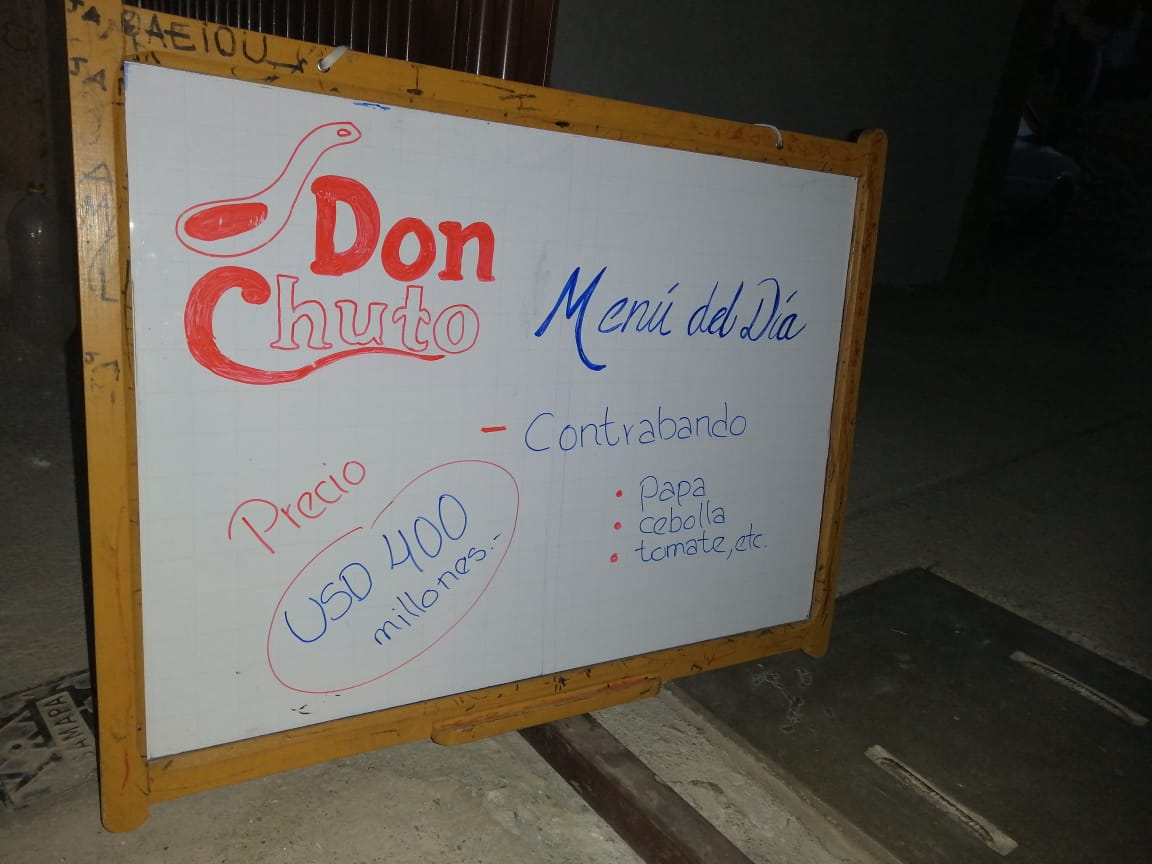 AEIOU
Don
Chuto
Menú del Día
- Contrabando
• papa
• cebolla
• tomate, etc.
Precio
USD 400
millones.-